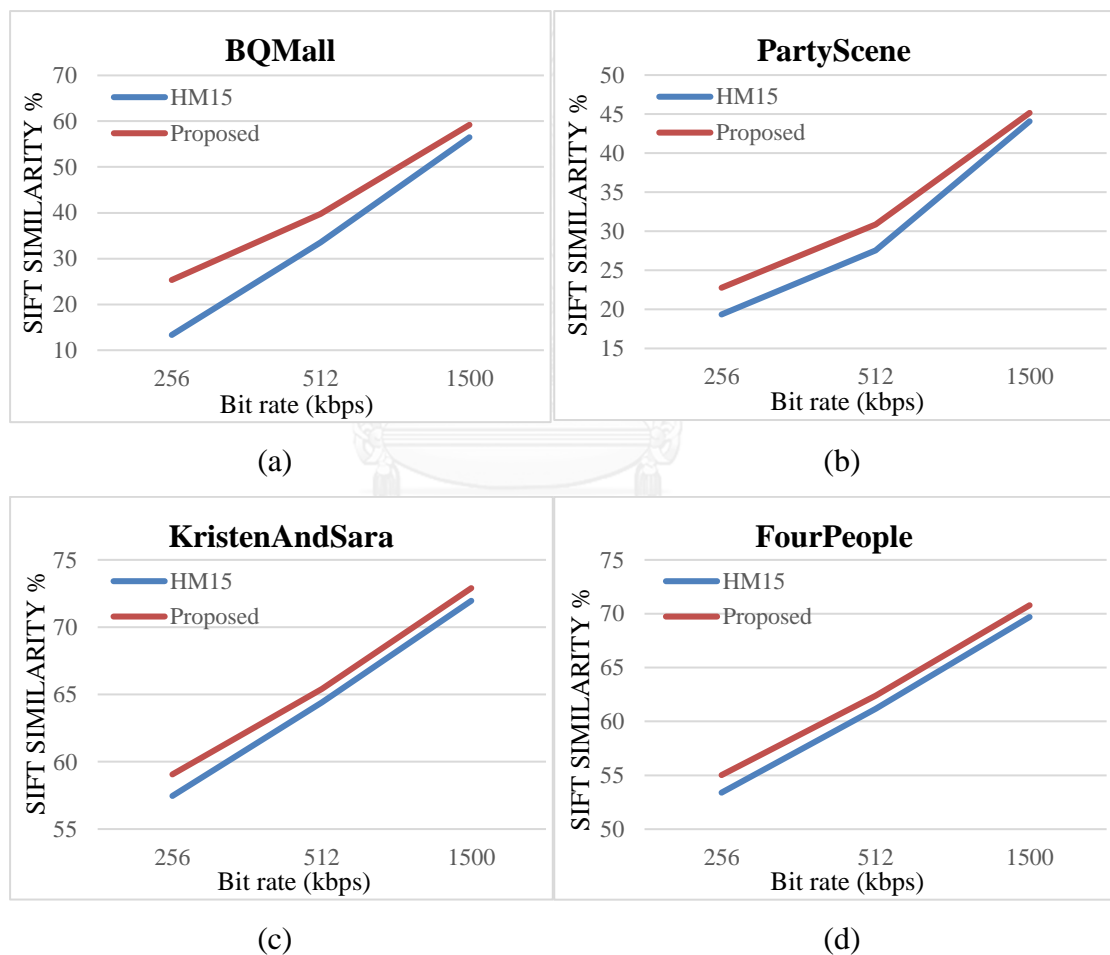 BQMall
SIFT SIMILARITY %
70
60
50
40
30
20
10
HM15
Proposed
256 512 1500
Bit rate (kbps)
(a)
PartyScene
SIFT SIMILARITY %
50
45
40
35
30
25
20
15
HM15
Proposed
256 512 1500
Bit rate (kbps)
(b)
KristenAndSara
SIFT SIMILARITY %
75
70
65
60
55
HM15
Proposed
256 512 1500
Bit rate (kbps)
(c)
FourPeople
SIFT SIMILARITY %
75
70
65
60
55
50
HM15
Proposed
256 512 1500
Bit rate (kbps)
(d)